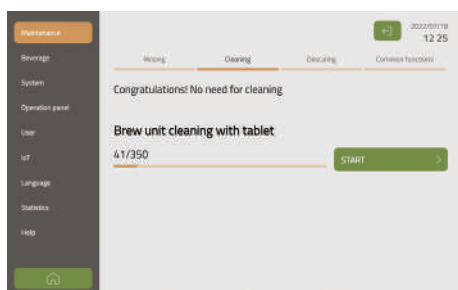 Maintenance
2022/07/18
12 25
Beverage
Rinsing
Cleaning
Descaling
Common functions
System
Congratulations! No need for cleaning
Operation panel
User
Brew unit cleaning with tablet
IoT
41/350
START
Language
Statistics
Help